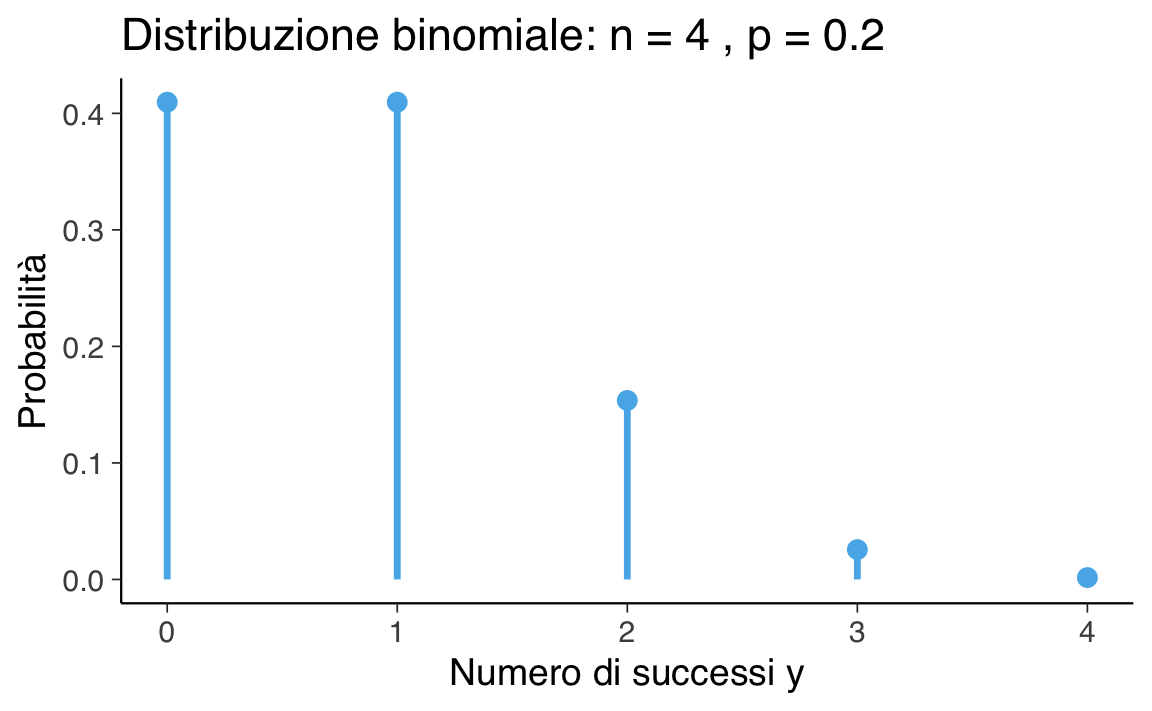 Distribuzione binomiale: n = 4 , p = 0.2
0.4
0.3
0.2
0.1
0.0
Probabilità
0 1 2 3 4
Numero di successi y